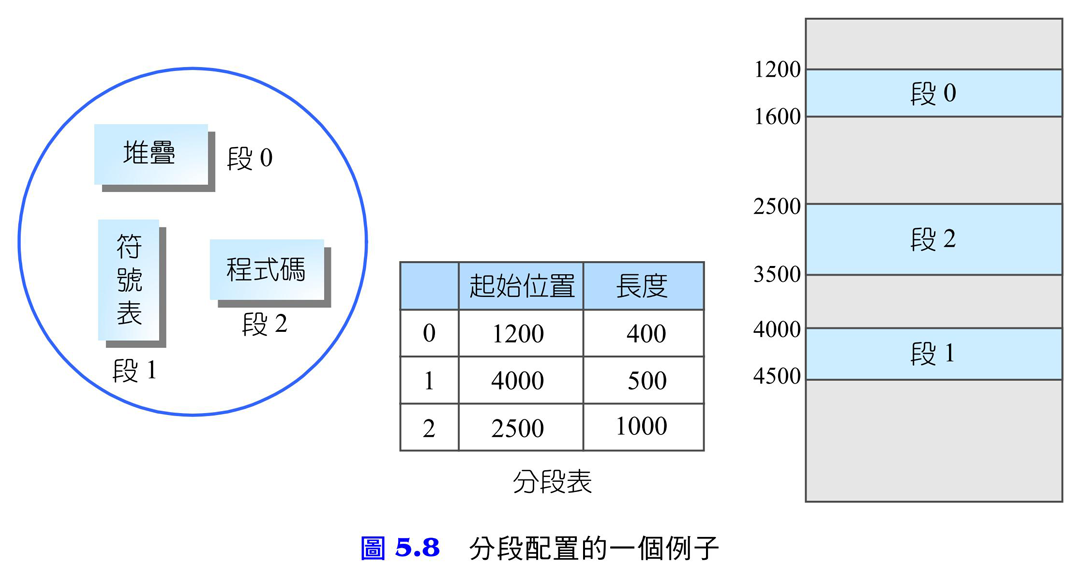 堆疊
段 0
符號表
段 1
程式碼
段 2
起始位置 長度
0 1200 400
1 4000 500
2 2500 1000
分段表
1200
段 0
1600
2500
段 2
3500
4000
段 1
4500
圖 5.8 分段配置的一個例子